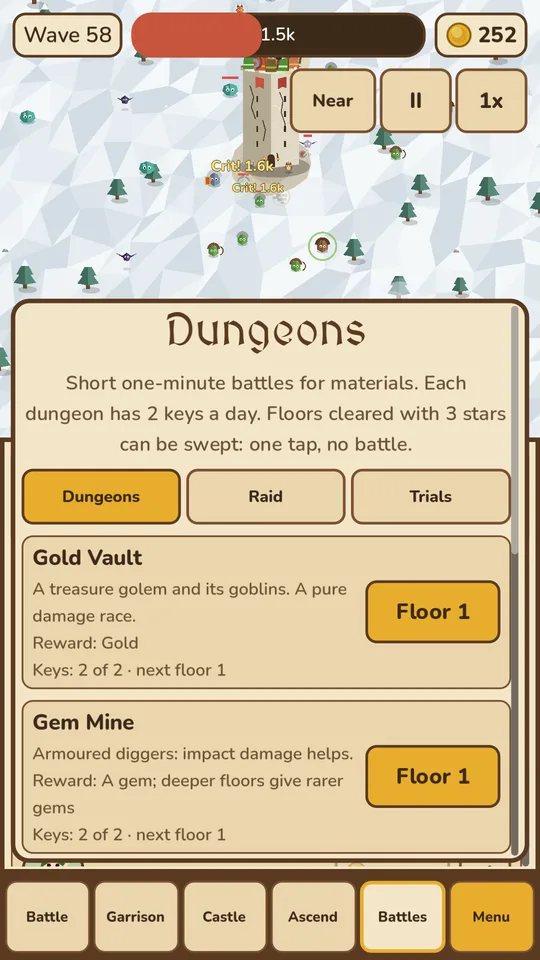 Wave 58
1.5k
252
Near
II
1x
Crit! 1.6k
Crit! 1.6k
Dungeons
Short one-minute battles for materials. Each
dungeon has 2 keys a day. Floors cleared with 3 stars
can be swept: one tap, no battle.
Dungeons
Raid
Trials
Gold Vault
A treasure golem and its goblins. A pure
damage race.
Reward: Gold
Keys: 2 of 2 · next floor 1
Floor 1
Gem Mine
Armoured diggers: impact damage helps.
Reward: A gem; deeper floors give rarer
gems
Keys: 2 of 2 · next floor 1
Floor 1
Battle
Garrison
Castle
Ascend
Battles
Menu